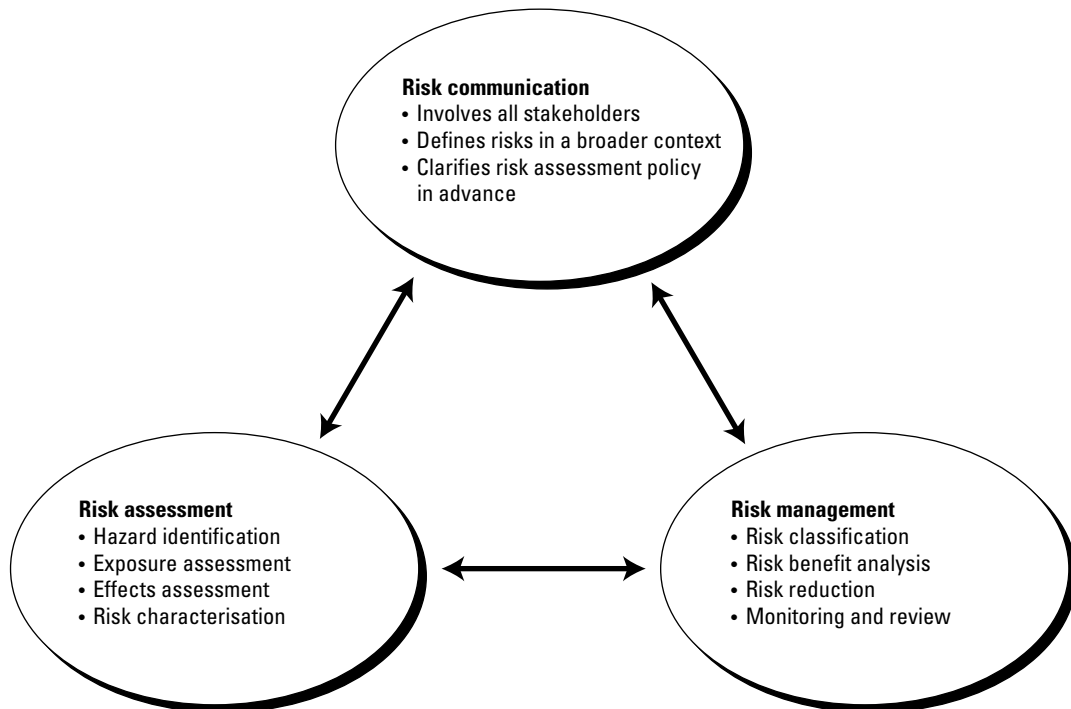 Risk communication
• Involves all stakeholders
• Defines risks in a broader context
• Clarifies risk assessment policy
in advance
Risk assessment
• Hazard identification
• Exposure assessment
• Effects assessment
• Risk characterisation
Risk management
• Risk classification
• Risk benefit analysis
• Risk reduction
• Monitoring and review